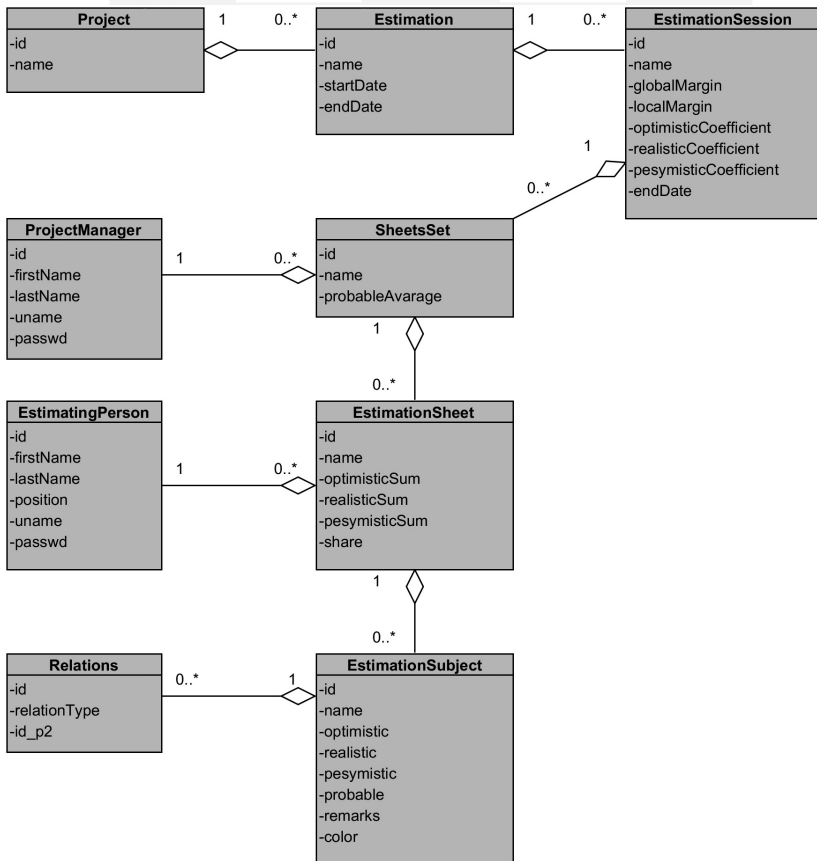 Project
-id
-name
1
0..*
Estimation
-id
-name
-startDate
-endDate
1
0..*
EstimationSession
-id
-name
-globalMargin
-localMargin
-optimisticCoefficient
-realisticCoefficient
-pesymisticCoefficient
-endDate
1
0..*
ProjectManager
-id
-firstName
-lastName
-uname
-passwd
1
0..*
SheetsSet
-id
-name
-probableAvarage
1
0..*
EstimatingPerson
-id
-firstName
-lastName
-position
-uname
-passwd
1
0..*
EstimationSheet
-id
-name
-optimisticSum
-realisticSum
-pesymisticSum
-share
1
0..*
Relations
-id
-relationType
-id_p2
0..*
1
EstimationSubject
-id
-name
-optimistic
-realistic
-pesymistic
-probable
-remarks
-color